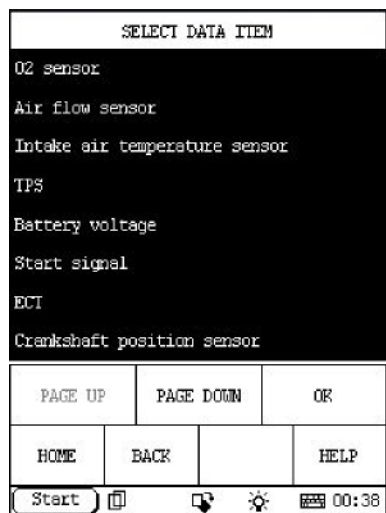 SELECT DATA ITEM
O2 sensor
Air flow sensor
Intake air temperature sensor
TPS
Battery voltage
Start signal
ECT
Crankshaft position sensor
PAGE UP PAGE DOWN OK
HOME BACK HELP
Start 00:38